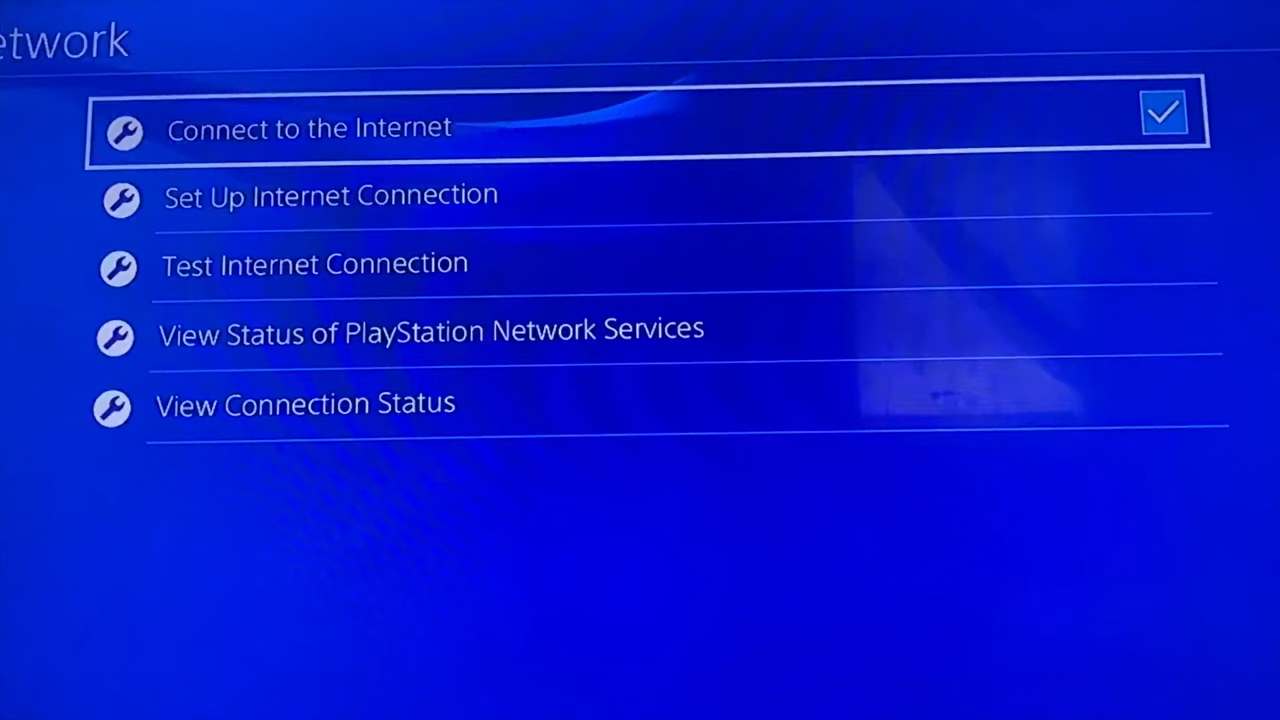 etwork
Connect to the Internet
Set Up Internet Connection
Test Internet Connection
View Status of PlayStation Network Services
View Connection Status